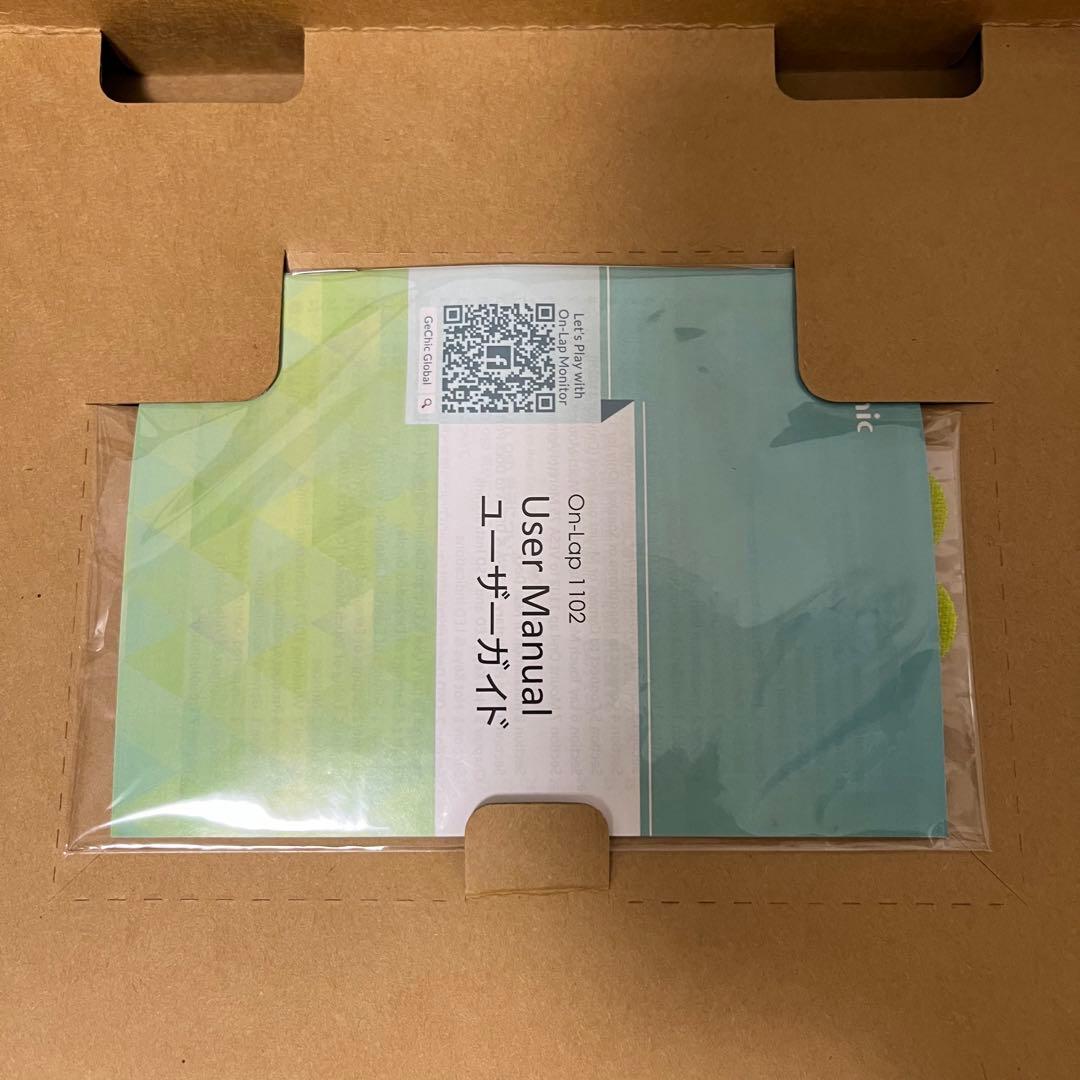 Let's Play with
On-Lap Monitor
GeChic Global
On-Lap 1102
User Manual
ユーザーガイド